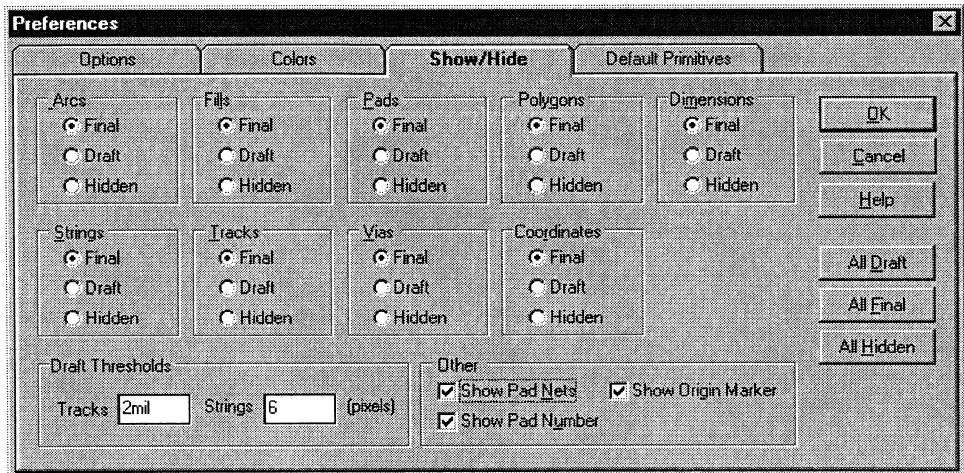 Preferences
Options Colors Show/Hide Default Primitives
Arcs Fills Pads Polygons Dimensions
Final Final Final Final Final OK
Draft Draft Draft Draft Draft Cancel
Hidden Hidden Hidden Hidden Hidden Help
Strings Tracks Vias Coordinates
Final Final Final Final All Draft
Draft Draft Draft Draft All Final
Hidden Hidden Hidden Hidden All Hidden
Draft Thresholds Other
Tracks 2mil Strings 6 (pixels) Show Pad Nets Show Origin Marker
Show Pad Number